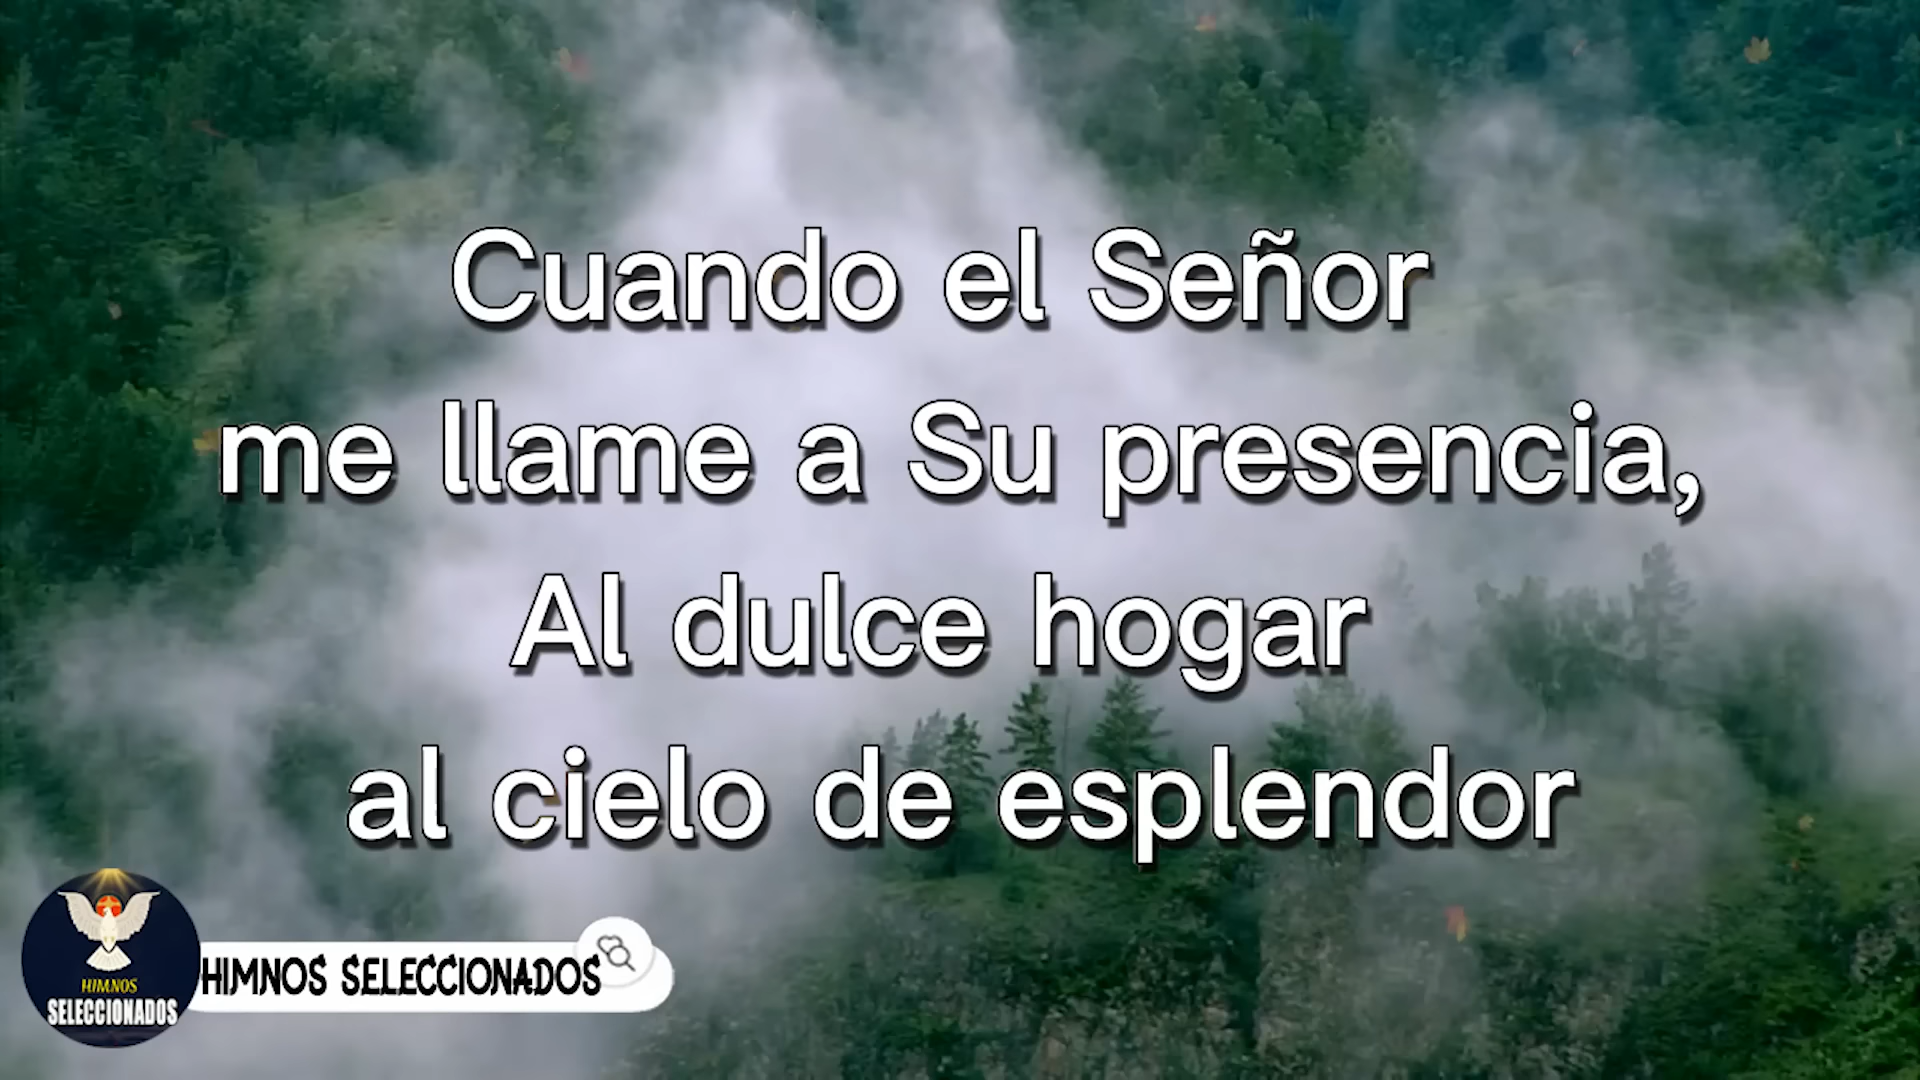 Cuando el Señor
me llame a Su presencia,
Al dulce hogar
al cielo de esplendor
HIMNOS
SELECCIONADOS
HIMNOS SELECCIONADOS